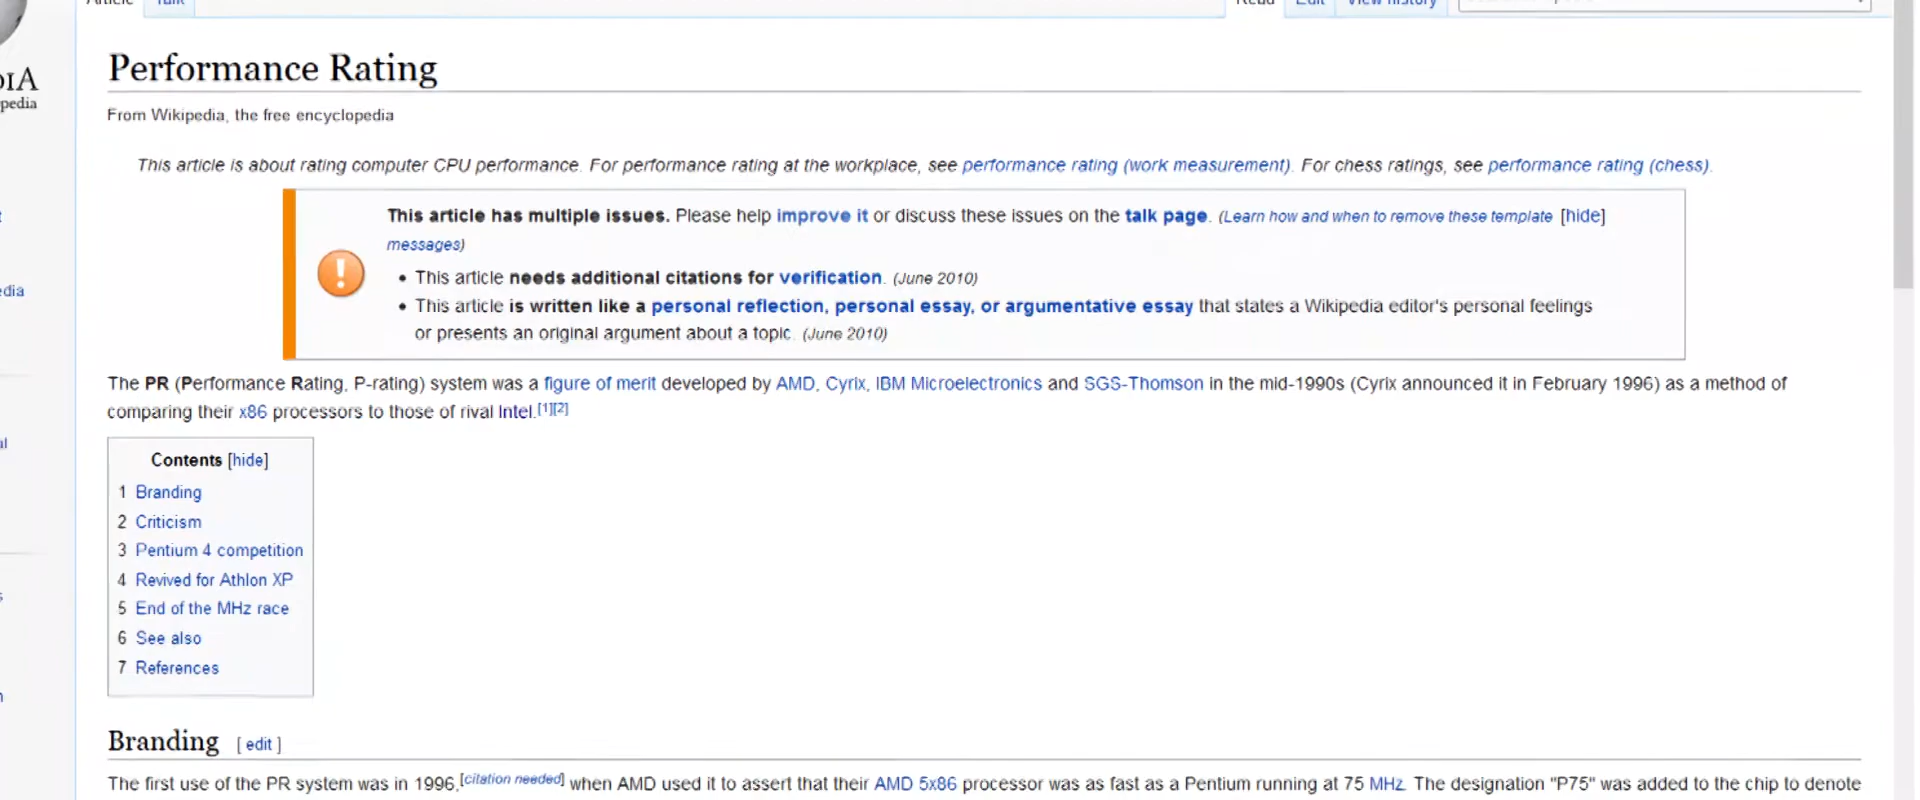 Article Talk Read Edit View history
DIA
pedia
Performance Rating
From Wikipedia, the free encyclopedia
This article is about rating computer CPU performance. For performance rating at the workplace, see performance rating (work measurement). For chess ratings, see performance rating (chess).
This article has multiple issues. Please help improve it or discuss these issues on the talk page. (Learn how and when to remove these template [hide]
messages)
• This article needs additional citations for verification. (June 2010)
• This article is written like a personal reflection, personal essay, or argumentative essay that states a Wikipedia editor's personal feelings
or presents an original argument about a topic. (June 2010)
edia
The PR (Performance Rating, P-rating) system was a figure of merit developed by AMD, Cyrix, IBM Microelectronics and SGS-Thomson in the mid-1990s (Cyrix announced it in February 1996) as a method of
comparing their x86 processors to those of rival Intel.[1][2]
Contents [hide]
1 Branding
2 Criticism
3 Pentium 4 competition
4 Revived for Athlon XP
5 End of the MHz race
6 See also
7 References
Branding [ edit ]
The first use of the PR system was in 1996,[citation needed] when AMD used it to assert that their AMD 5x86 processor was as fast as a Pentium running at 75 MHz. The designation "P75" was added to the chip to denote